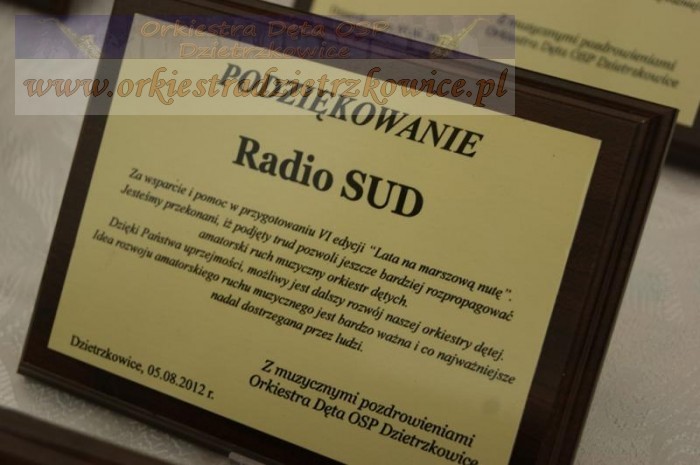 Orkiestra Dęta OSP
Dzietrzkowice
www.orkiestradzietrzkowice.pl
Z muzycznymi pozdrowieniami
Orkiestra Dęta OSP Dzietrzkowice
PODZIĘKOWANIE
Radio SUD
Za wsparcie i pomoc w przygotowaniu VI edycji "Lata na marszową nutę".
Jesteśmy przekonani, iż podjęty trud pozwoli jeszcze bardziej rozpropagować
amatorski ruch muzyczny orkiestr dętych.
Dzięki Państwa uprzejmości, możliwy jest dalszy rozwój naszej orkiestry dętej.
Idea rozwoju amatorskiego ruchu muzycznego jest bardzo ważna i co najważniejsze
nadal dostrzegana przez ludzi.
Dzietrzkowice, 05.08.2012 r.
Z muzycznymi pozdrowieniami
Orkiestra Dęta OSP Dzietrzkowice